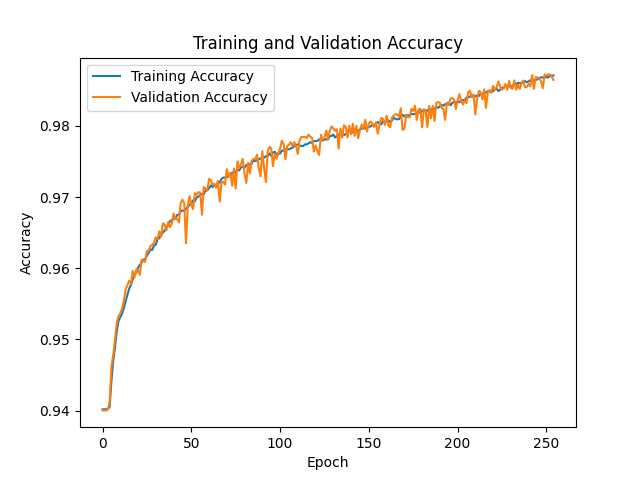 Training and Validation Accuracy
Training Accuracy
Validation Accuracy
0.98
0.97
0.96
0.95
0.94
Accuracy
0 50 100 150 200 250
Epoch